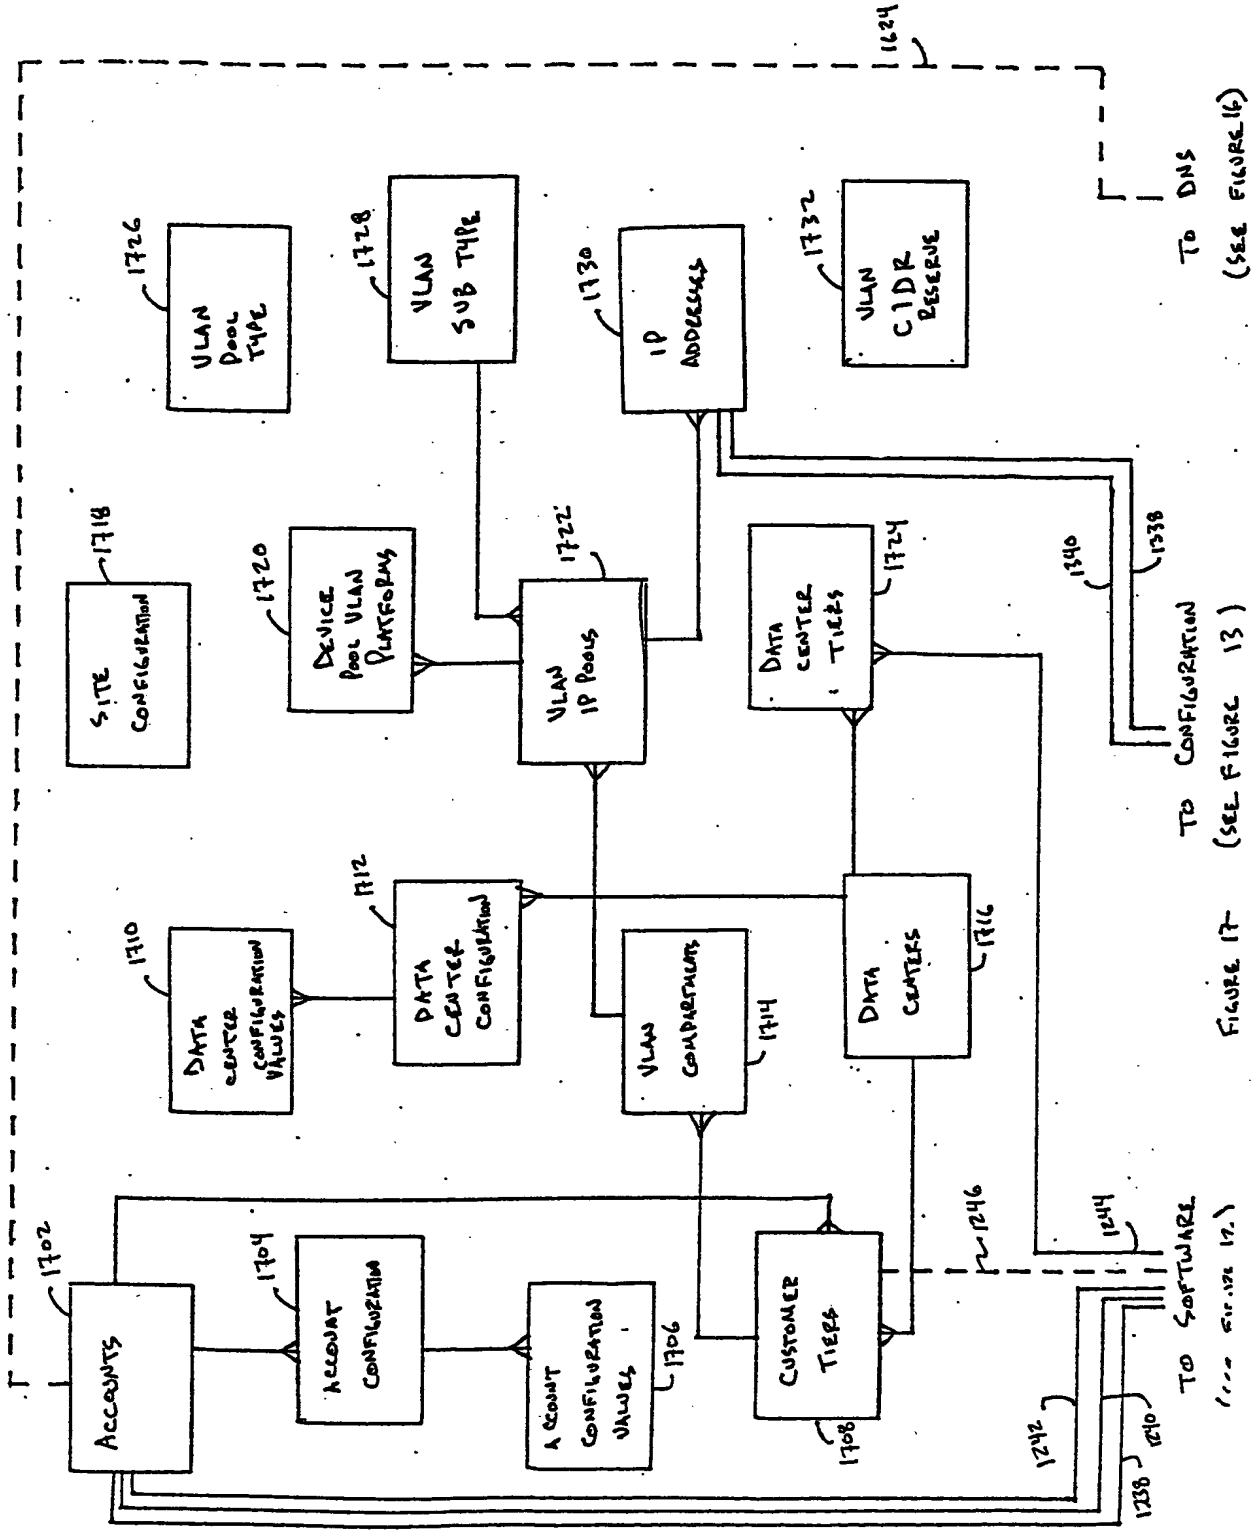 1702
ACCOUNTS
1704
ACCOUNT
CONFIGURATION
ACCOUNT
CONFIGURATION
VALUES
1706
CUSTOMER
TIERS
1708
1710
DATA
CENTER
CONFIGURATION
VALUES
1712
DATA
CENTER
CONFIGURATION
VLAN
COMPARTMENTS
1714
DATA
CENTERS
1716
1718
SITE
CONFIGURATION
1720
DEVICE
POOL VLAN
PLATFORMS
1722
VLAN
IP POOLS
DATA
CENTER
TIERS
1724
1726
VLAN
POOL
TYPE
1728
VLAN
SUB TYPE
1730
IP
ADDRESSES
1732
VLAN
CIDR
RESERVE
1624
1242
1240
1238
1246
1244
1340
1338
TO SOFTWARE
12.)
TO CONFIGURATION
(SEE FIGURE 13)
TO DNS
(SEE FIGURE 16)
FIGURE 17